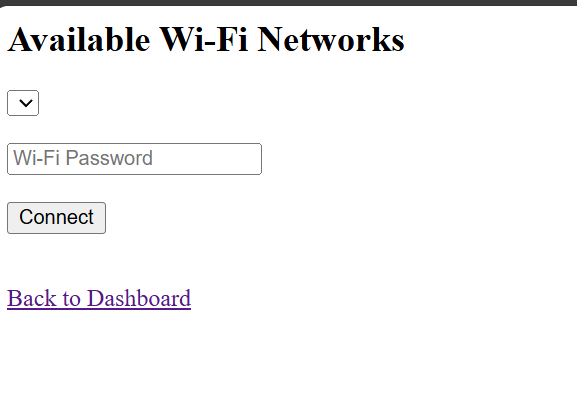 Available Wi-Fi Networks
Wi-Fi Password
Connect
Back to Dashboard